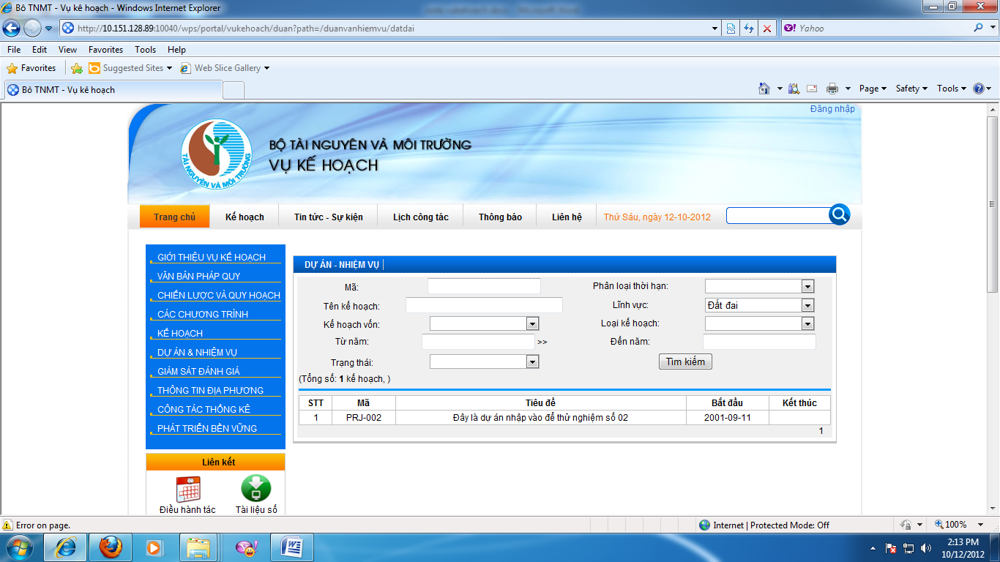 Bô TNMT - Vụ kê hoạch - Windows Internet Explorer
http://10.151.128.89:10040/wps/portal/vukehoach/duan?path=/duanvanhiemvu/datdai
Yahoo
File Edit View Favorites Tools Help
Favorites Suggested Sites Web Slice Gallery
Bô TNMT - Vụ kê hoạch
Page Safety Tools
Đăng nhập
TÀI NGUYÊN VÀ MÔI TRƯỜNG
BỘ TÀI NGUYÊN VÀ MÔI TRƯỜNG
VỤ KẾ HOẠCH
Trang chủ Kế hoạch Tin tức - Sự kiện Lịch công tác Thông báo Liên hệ Thứ Sáu, ngày 12-10-2012
GIỚI THIỆU VỤ KẾ HOẠCH
VĂN BẢN PHÁP QUY
CHIẾN LƯỢC VÀ QUY HOẠCH
CÁC CHƯƠNG TRÌNH
KẾ HOẠCH
DỰ ÁN & NHIỆM VỤ
GIÁM SÁT ĐÁNH GIÁ
THÔNG TIN ĐỊA PHƯƠNG
CÔNG TÁC THỐNG KÊ
PHÁT TRIỂN BỀN VỮNG
Liên kết
Điều hành tác Tài liệu số
DỰ ÁN - NHIỆM VỤ
Mã: Phân loại thời hạn:
Tên kế hoạch: Lĩnh vực: Đất đai
Kế hoạch vốn: Loại kế hoạch:
Từ năm: >> Đến năm:
Trạng thái: Tìm kiếm
(Tổng số: 1 kế hoạch, )
STT Mã Tiêu đề Bắt đầu Kết thúc
1 PRJ-002 Đây là dự án nhập vào để thử nghiệm số 02 2001-09-11
1
Error on page. Internet | Protected Mode: Off 100%
2:13 PM
10/12/2012